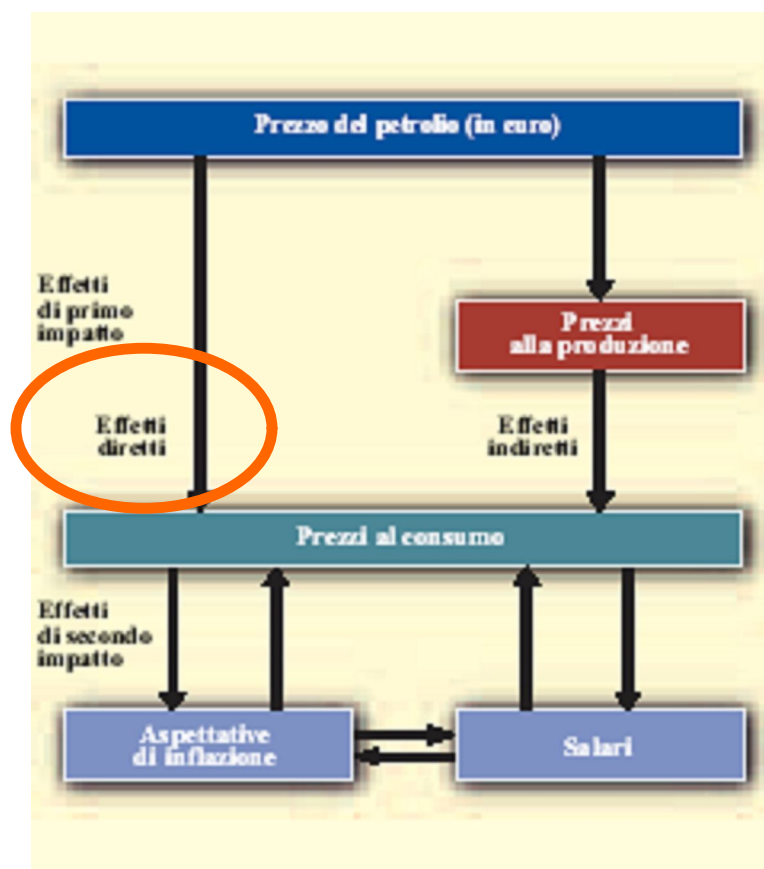 Prezzo del petrolio (in euro)
Effetti
di primo
impatto
Prezzi
alla produzione
Effetti
diretti
Effetti
indiretti
Prezzi al consumo
Effetti
di secondo
impatto
Aspettative
di inflazione
Salari